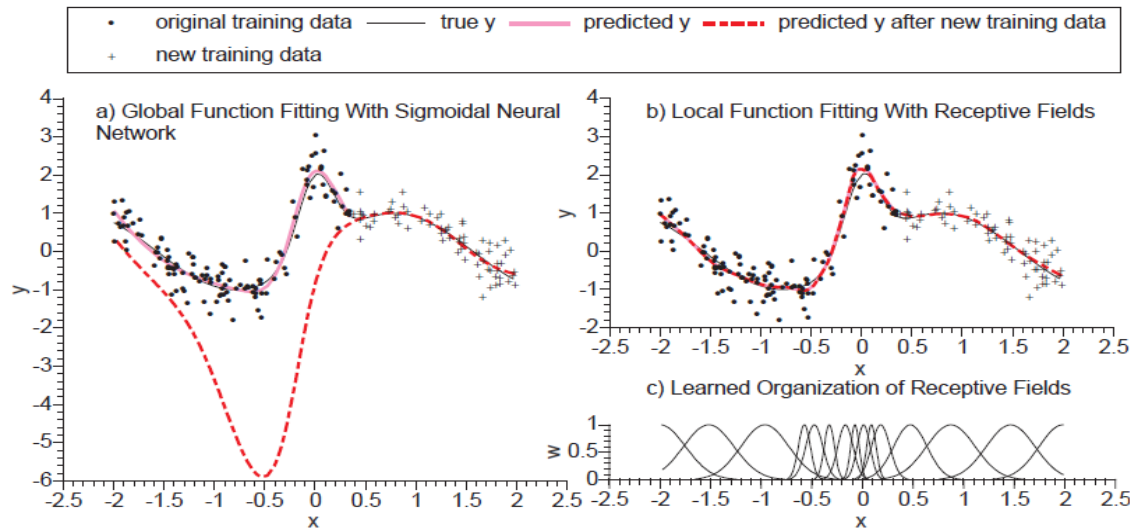 original training data true y predicted y predicted y after new training data
new training data
a) Global Function Fitting With Sigmoidal Neural
Network
4
3
2
1
0
-1
-2
-3
-4
-5
-6
y
-2.5 -2 -1.5 -1 -0.5 0 0.5 1 1.5 2 2.5
x
b) Local Function Fitting With Receptive Fields
4
3
2
1
0
-1
-2
y
-2.5 -2 -1.5 -1 -0.5 0 0.5 1 1.5 2 2.5
x
c) Learned Organization of Receptive Fields
1
0.5
0
w
-2.5 -2 -1.5 -1 -0.5 0 0.5 1 1.5 2 2.5
x